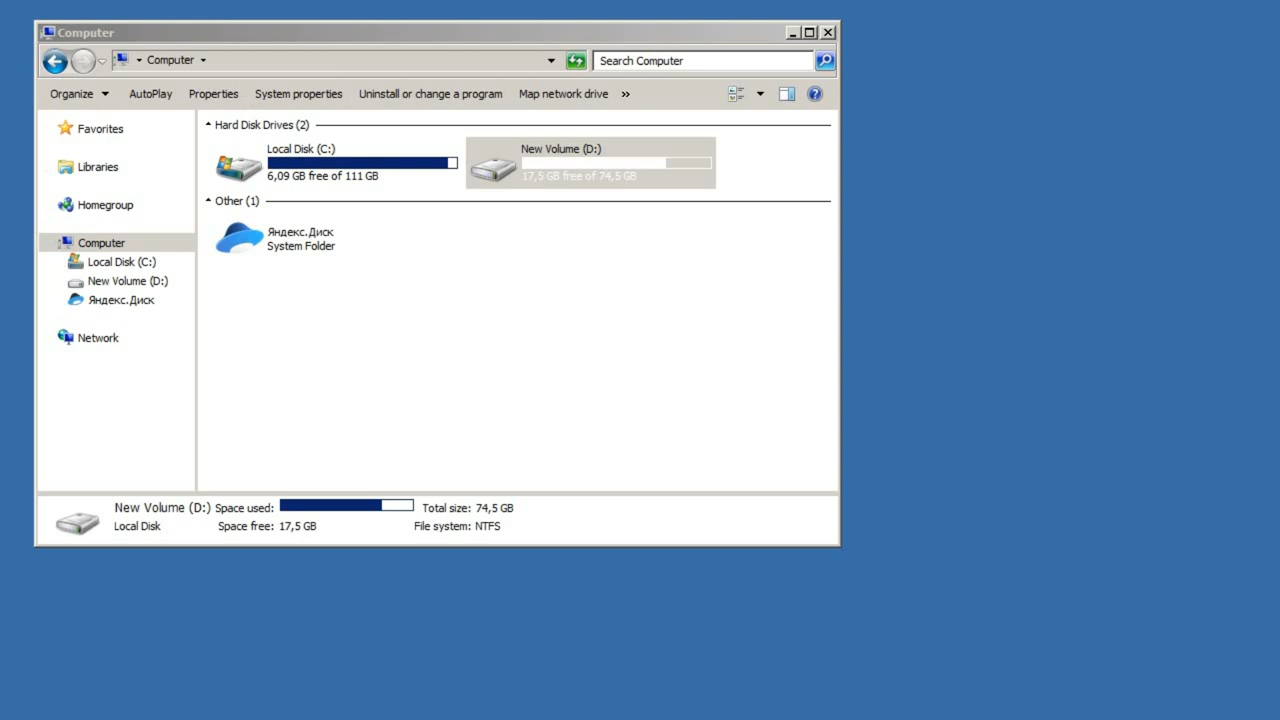 Computer
Computer
Search Computer
Organize AutoPlay Properties System properties Uninstall or change a program Map network drive »
Favorites
Libraries
Homegroup
Computer
Local Disk (C:)
New Volume (D:)
Яндекс.Диск
Network
Hard Disk Drives (2)
Local Disk (C:)
6,09 GB free of 111 GB
New Volume (D:)
17,5 GB free of 74,5 GB
Other (1)
Яндекс.Диск
System Folder
New Volume (D:) Space used: Total size: 74,5 GB
Local Disk Space free: 17,5 GB File system: NTFS